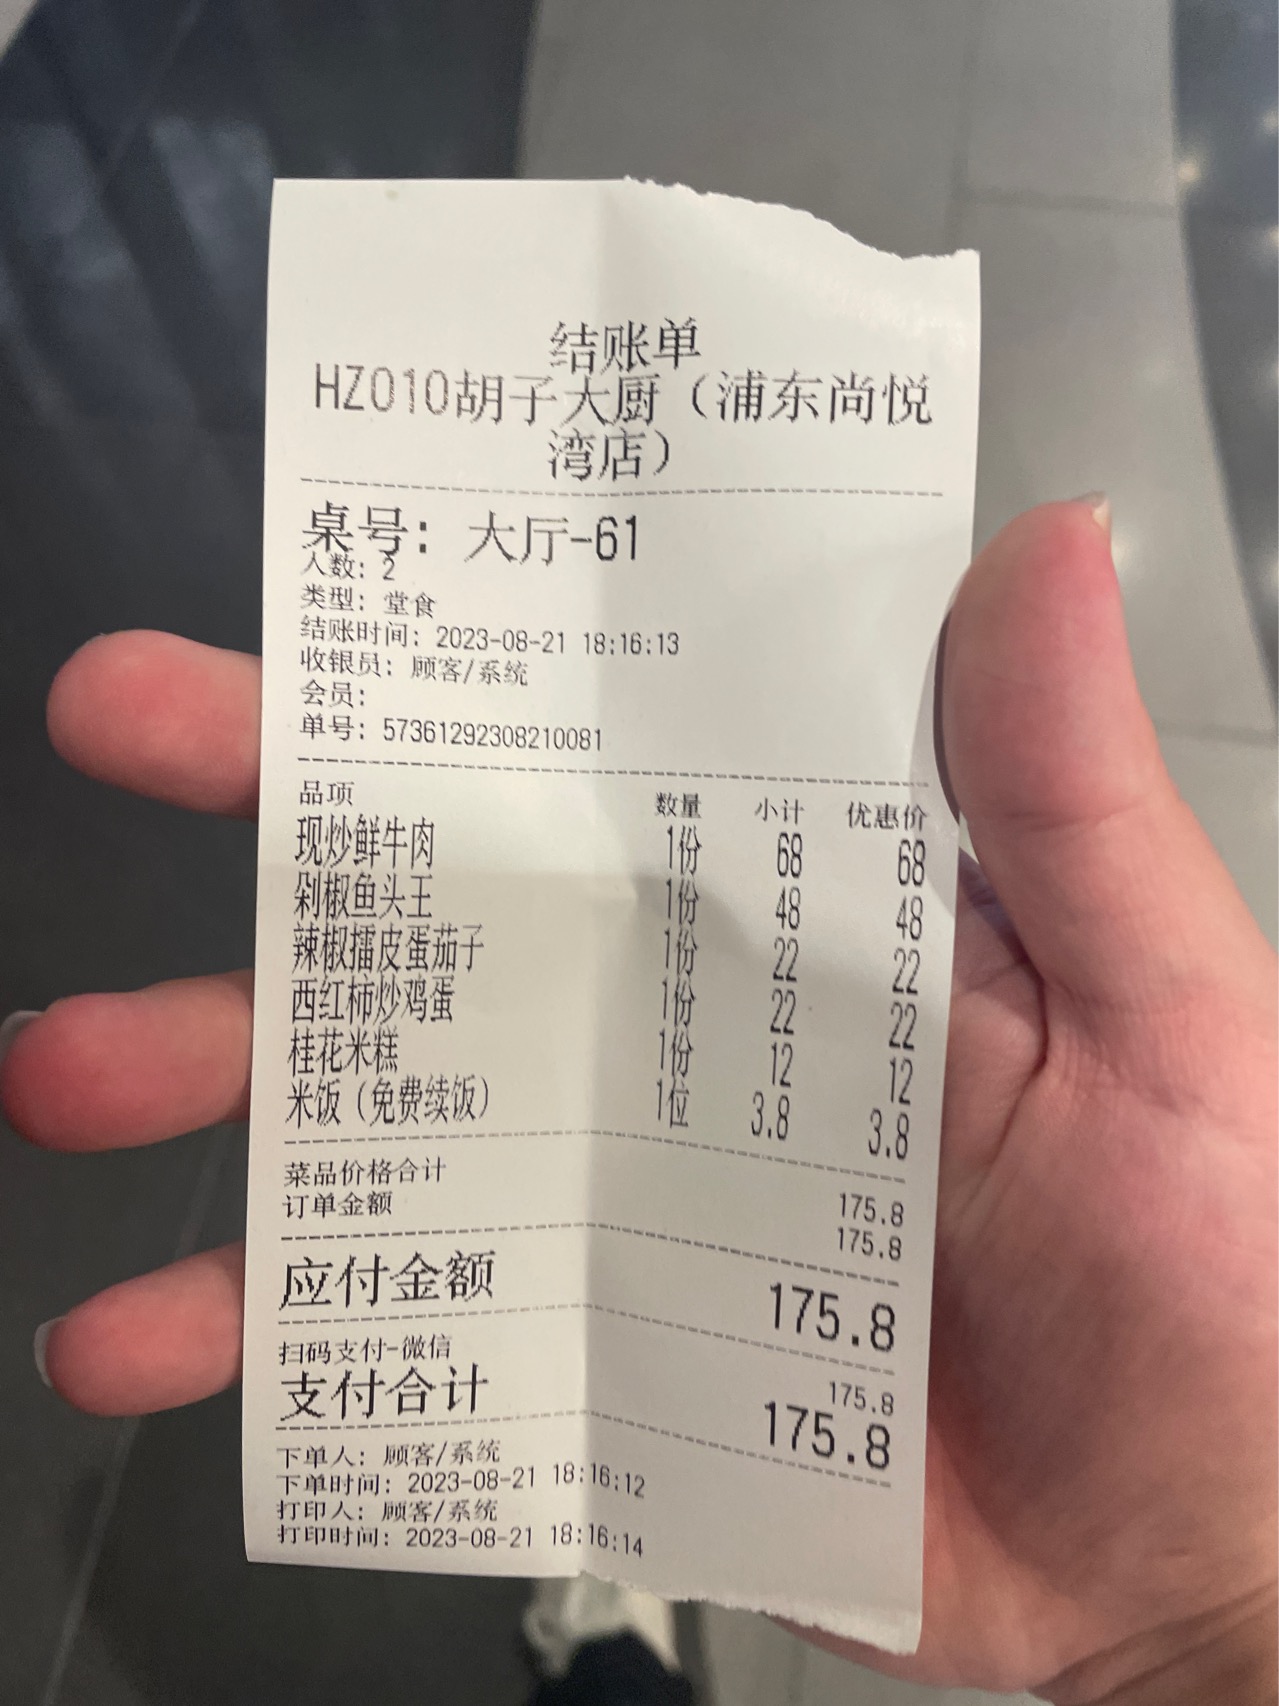 结账单
HZ010胡子大厨（浦东尚悦
湾店）
桌号：大厅-61
人数：2
类型：堂食
结账时间：2023-08-21 18:16:13
收银员：顾客/系统
会员：
单号：573612923082​10081
品项 数量 小计 优惠价
现炒鲜牛肉 1份 68 68
剁椒鱼头王 1份 48 48
辣椒擂皮蛋茄子 1份 22 22
西红柿炒鸡蛋 1份 22 22
桂花米糕 1份 12 12
米饭（免费续饭） 1位 3.8 3.8
菜品价格合计 175.8
订单金额 175.8
应付金额 175.8
扫码支付-微信 175.8
支付合计 175.8
下单人：顾客/系统
下单时间：2023-08-21 18:16:12
打印人：顾客/系统
打印时间：2023-08-21 18:16:14